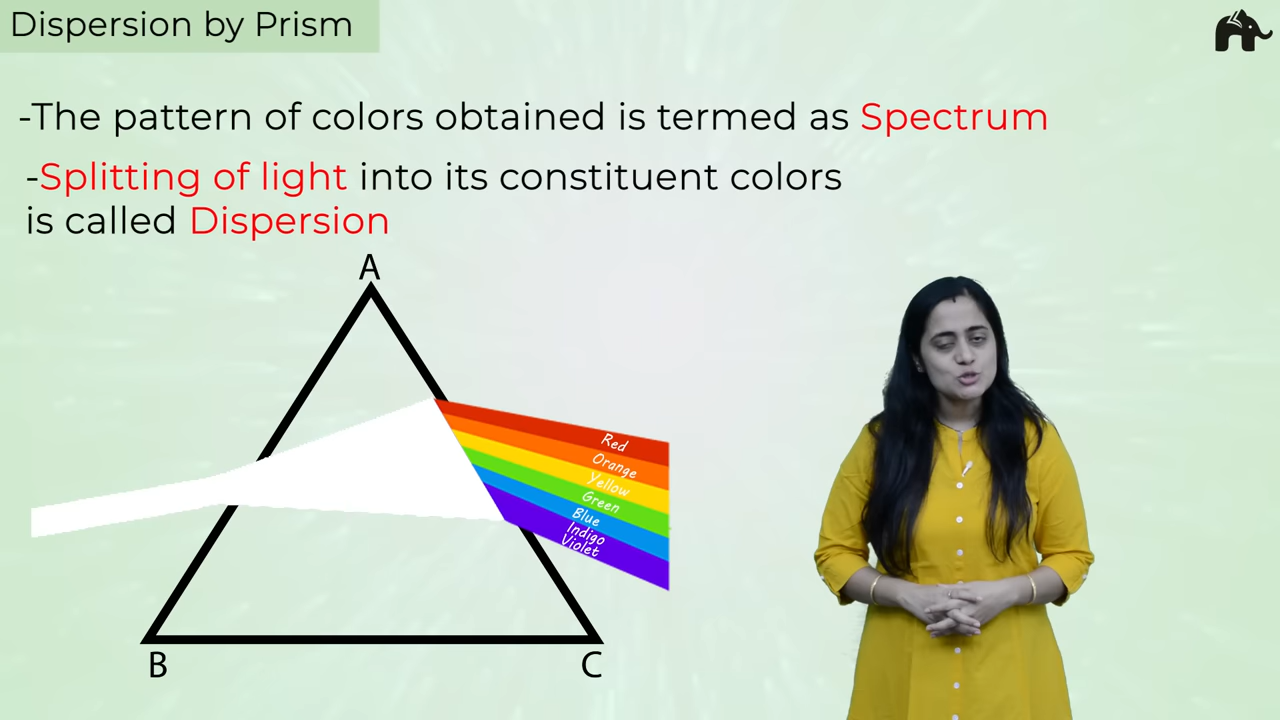 Dispersion by Prism
-The pattern of colors obtained is termed as Spectrum
-Splitting of light into its constituent colors
is called Dispersion
A
Red
Orange
Yellow
Green
Blue
Indigo
Violet
B
C